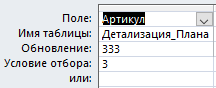 Поле: Артикул
Имя таблицы: Детализация_Плана
Обновление: 333
Условие отбора: 3
или: